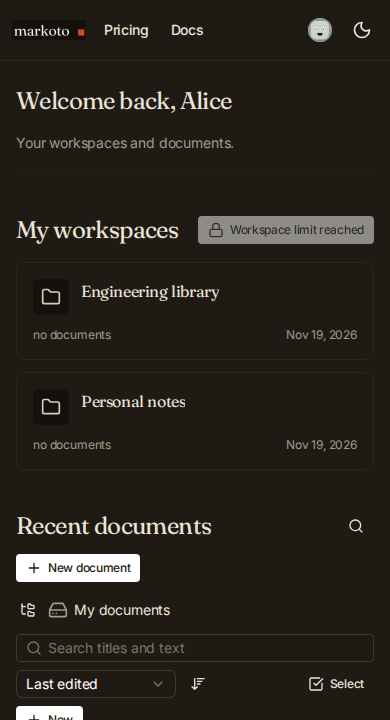 markoto
Pricing
Docs
Welcome back, Alice
Your workspaces and documents.
My workspaces
Workspace limit reached
Engineering library
no documents
Nov 19, 2026
Personal notes
no documents
Nov 19, 2026
Recent documents
New document
My documents
Search titles and text
Last edited
Select
New